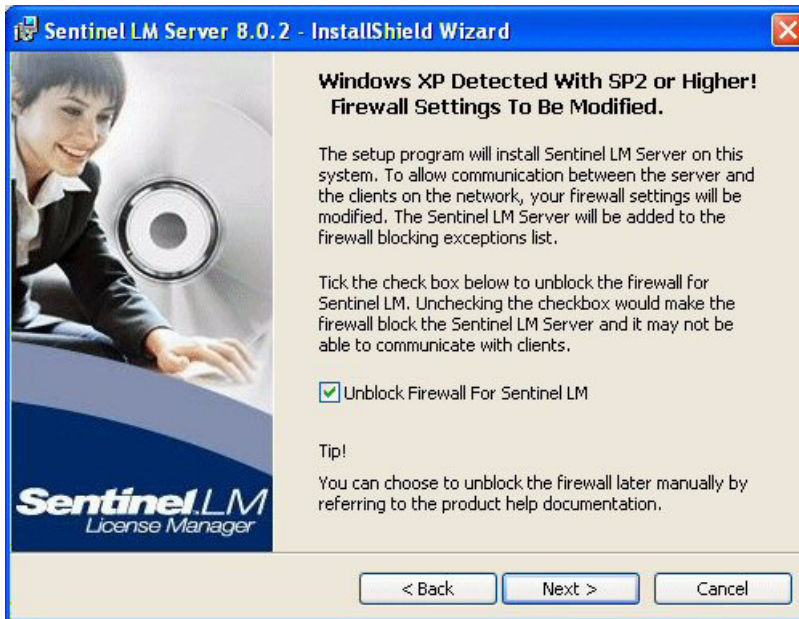 Sentinel LM Server 8.0.2 - InstallShield Wizard
Windows XP Detected With SP2 or Higher!
Firewall Settings To Be Modified.
The setup program will install Sentinel LM Server on this
system. To allow communication between the server and
the clients on the network, your firewall settings will be
modified. The Sentinel LM Server will be added to the
firewall blocking exceptions list.
Tick the check box below to unblock the firewall for
Sentinel LM. Unchecking the checkbox would make the
firewall block the Sentinel LM Server and it may not be
able to communicate with clients.
Unblock Firewall For Sentinel LM
Tip!
You can choose to unblock the firewall later manually by
referring to the product help documentation.
Sentinel.LM
License Manager
< Back Next > Cancel